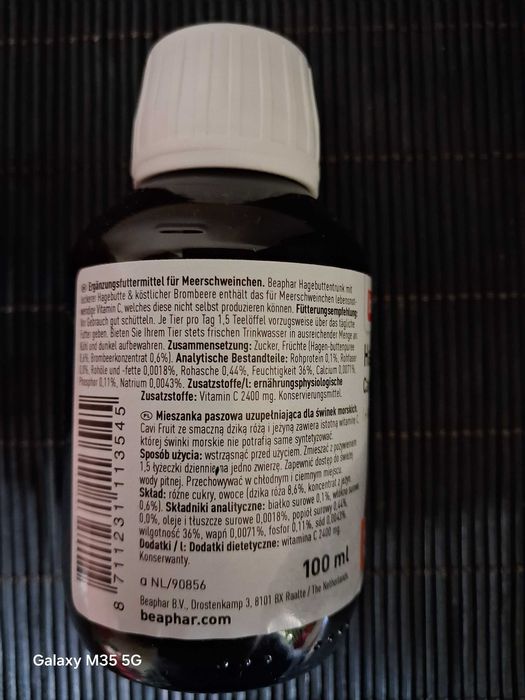 Ergänzungsfuttermittel für Meerschweinchen. Beaphar Hagebuttentrunk mit
leckerer Hagebutte & köstlicher Brombeere enthält das für Meerschweinchen lebensnot-
wendige Vitamin C, welches diese nicht selbst produzieren können. Fütterungsempfehlung:
Vor Gebrauch gut schütteln. Je Tier pro Tag 1,5 Teelöffel vorzugsweise über das tägliche
Futter geben. Bieten Sie Ihrem Tier stets frischen Trinkwasser in ausreichender Menge an.
Kühl und dunkel aufbewahren. Zusammensetzung: Zucker, Früchte (Hagen-buttenpuree
8,6%, Brombeerkonzentrat 0,6%). Analytische Bestandteile: Rohprotein 0,1%, Rohfaser
0,0%, Rohöle und -fette 0,0018%, Rohasche 0,44%, Feuchtigkeit 36%, Calcium 0,0071%,
Phosphor 0,11%, Natrium 0,0043%. Zusatzstoffe/l: ernährungsphysiologische
Zusatzstoffe: Vitamin C 2400 mg. Konservierungsmittel.
PL Mieszanka paszowa uzupełniająca dla świnek morskich.
Cavi Fruit ze smaczną dziką różą i jeżyną zawiera istotną witaminę C,
której świnki morskie nie potrafią same syntetyzować.
Sposób użycia: wstrząsnąć przed użyciem. Zmieszać z pożywieniem
1,5 łyżeczki dziennie na jedno zwierzę. Zapewnić dostęp do świeżej
wody pitnej. Przechowywać w chłodnym i ciemnym miejscu.
Skład: różne cukry, owoce (dzika róża 8,6%, koncentrat z jeżyn
0,6%). Składniki analityczne: białko surowe 0,1%, włókno surowe
0,0%, oleje i tłuszcze surowe 0,0018%, popiół surowy 0,44%,
wilgotność 36%, wapń 0,0071%, fosfor 0,11%, sód 0,0043%.
Dodatki / l: Dodatki dietetyczne: witamina C 2400 mg.
Konserwanty.
8 711231 113545
100 ml
α NL/90856
Beaphar B.V., Drostenkamp 3, 8101 BX Raalte / The Netherlands
beaphar.com
Galaxy M35 5G